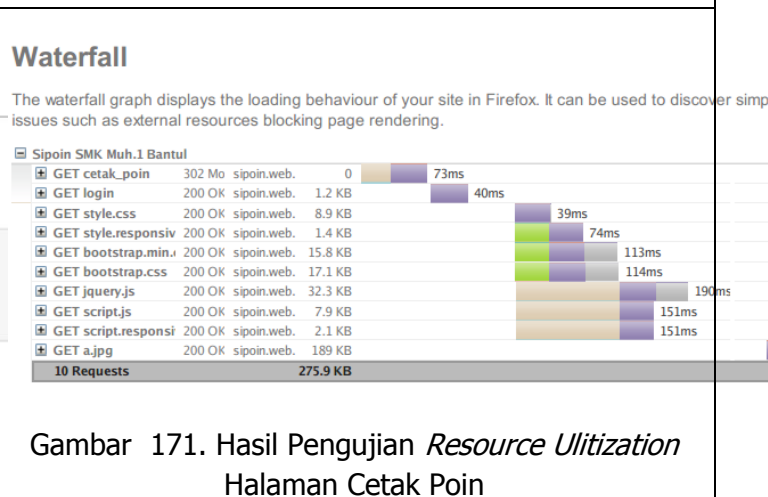 Waterfall
The waterfall graph displays the loading behaviour of your site in Firefox. It can be used to discover simp
issues such as external resources blocking page rendering.
Sipoin SMK Muh.1 Bantul
GET cetak_poin 302 Mo sipoin.web. 0 73ms
GET login 200 OK sipoin.web. 1.2 KB 40ms
GET style.css 200 OK sipoin.web. 8.9 KB 39ms
GET style.responsiv 200 OK sipoin.web. 1.4 KB 74ms
GET bootstrap.min. 200 OK sipoin.web. 15.8 KB 113ms
GET bootstrap.css 200 OK sipoin.web. 17.1 KB 114ms
GET jquery.js 200 OK sipoin.web. 32.3 KB 190ms
GET script.js 200 OK sipoin.web. 7.9 KB 151ms
GET script.responsi 200 OK sipoin.web. 2.1 KB 151ms
GET a.jpg 200 OK sipoin.web. 189 KB
10 Requests 275.9 KB
Gambar 171. Hasil Pengujian Resource Ulitization
Halaman Cetak Poin